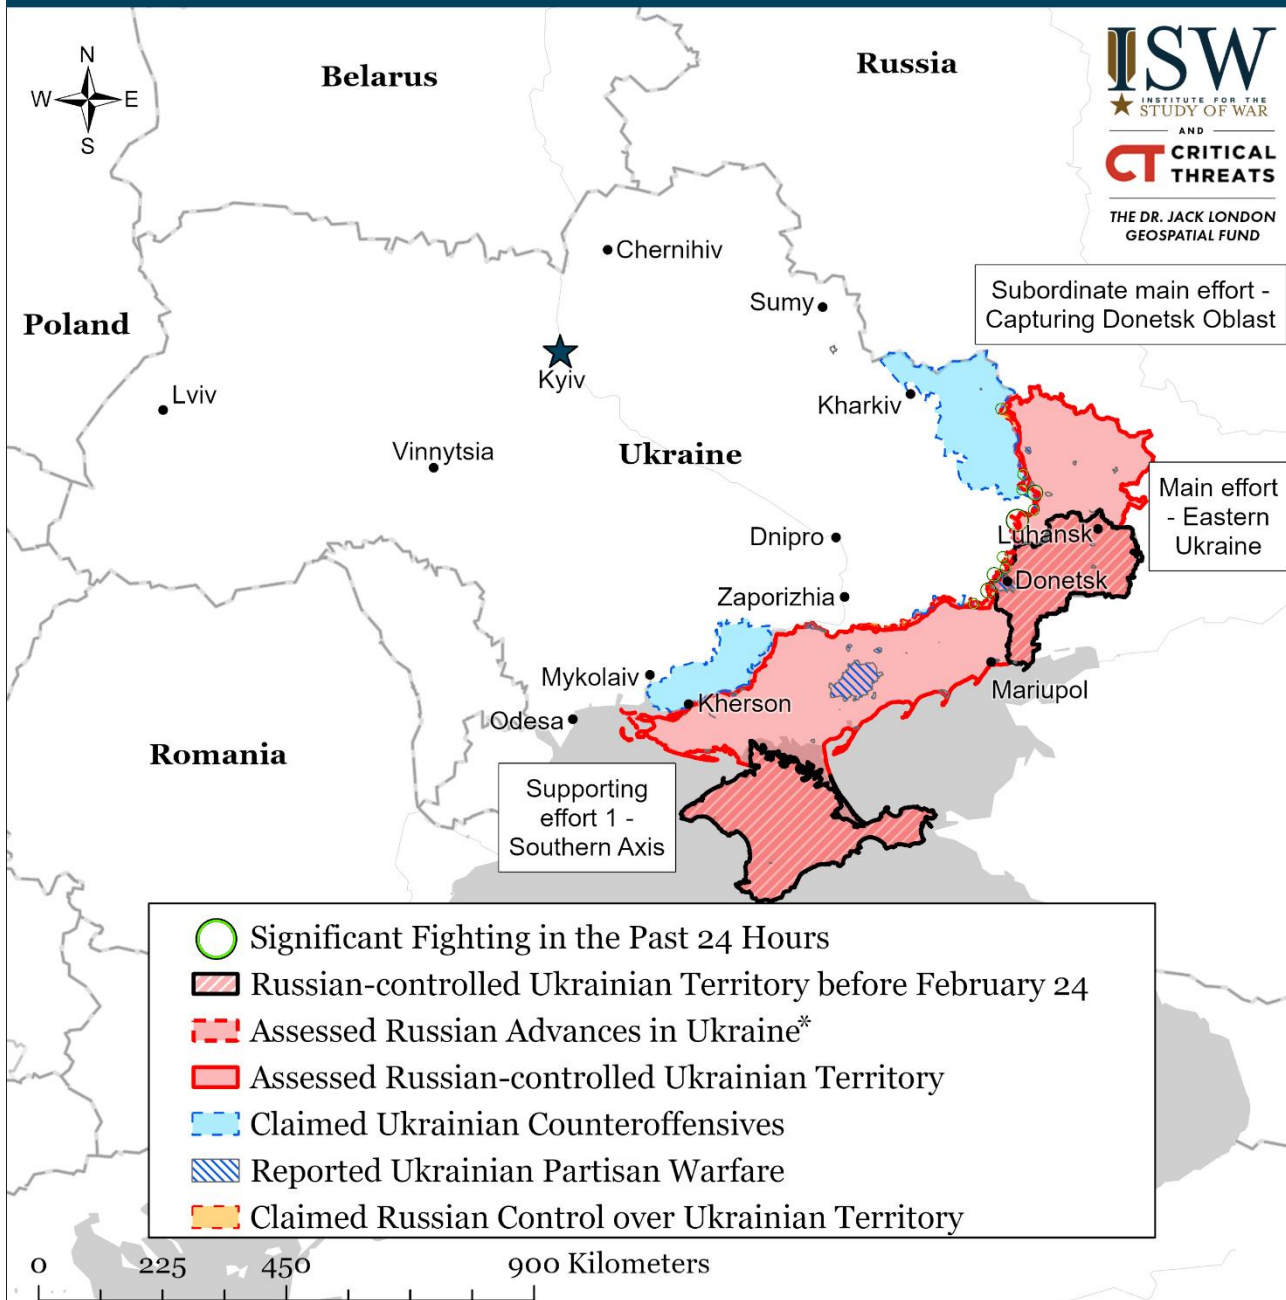 N
W
E
S
Belarus
Russia
ISW
INSTITUTE FOR THE
STUDY OF WAR
AND
CT CRITICAL
THREATS
THE DR. JACK LONDON
GEOSPATIAL FUND
Chernihiv
Subordinate main effort -
Capturing Donetsk Oblast
Sumy
Poland
Kyiv
Lviv
Kharkiv
Vinnytsia
Ukraine
Main effort
- Eastern
Ukraine
Dnipro
Luhansk
Donetsk
Zaporizhia
Mykolaiv
Mariupol
Kherson
Odesa
Romania
Supporting
effort 1 -
Southern Axis
Significant Fighting in the Past 24 Hours
Russian-controlled Ukrainian Territory before February 24
Assessed Russian Advances in Ukraine*
Assessed Russian-controlled Ukrainian Territory
Claimed Ukrainian Counteroffensives
Reported Ukrainian Partisan Warfare
Claimed Russian Control over Ukrainian Territory
0 225 450 900 Kilometers